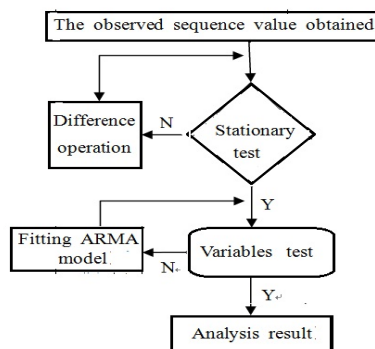 The observed sequence value obtained
N
Difference
operation
Stationary
test
Y
Fitting ARMA
model
N
Variables test
Y
Analysis result